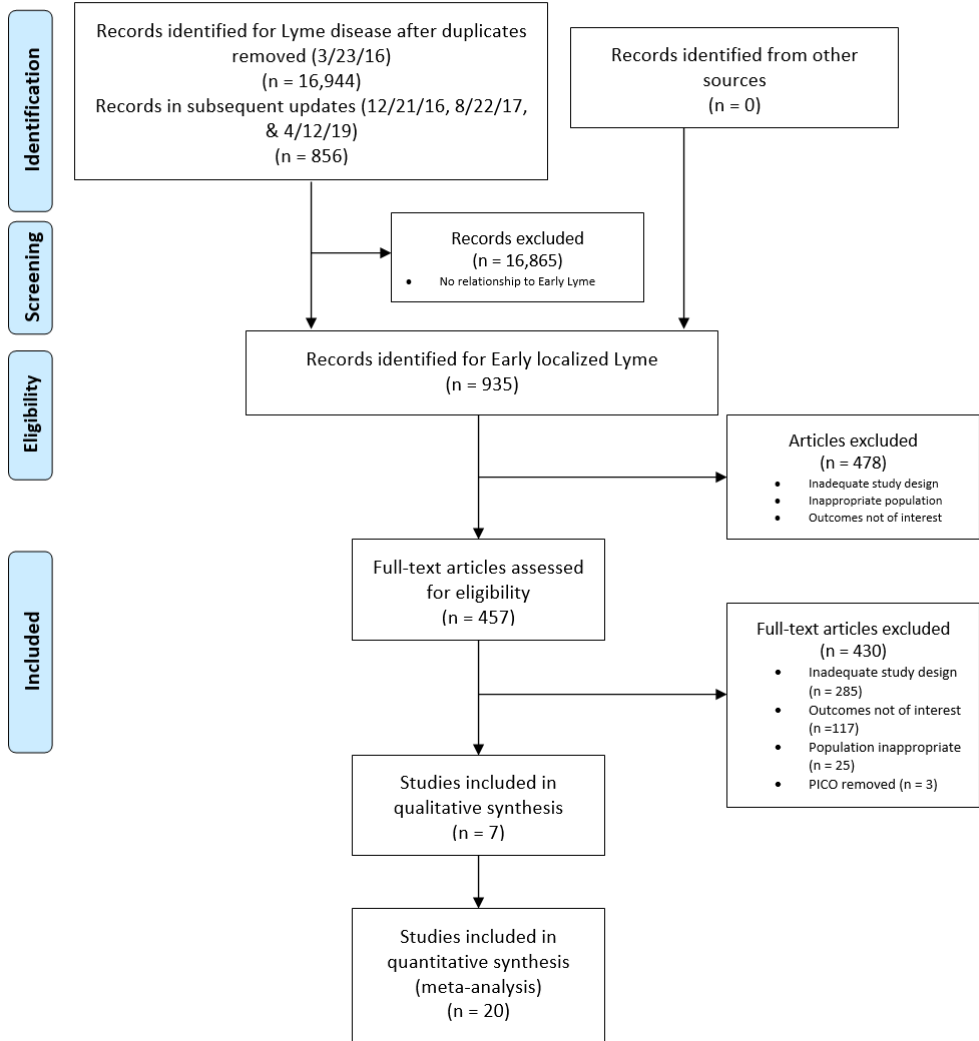 Identification
Records identified for Lyme disease after duplicates
removed (3/23/16)
(n = 16,944)
Records in subsequent updates (12/21/16, 8/22/17,
& 4/12/19)
(n = 856)
Records identified from other
sources
(n = 0)
Screening
Records excluded
(n = 16,865)
• No relationship to Early Lyme
Eligibility
Records identified for Early localized Lyme
(n = 935)
Articles excluded
(n = 478)
• Inadequate study design
• Inappropriate population
• Outcomes not of interest
Included
Full-text articles assessed
for eligibility
(n = 457)
Full-text articles excluded
(n = 430)
• Inadequate study design
(n = 285)
• Outcomes not of interest
(n =117)
• Population inappropriate
(n = 25)
• PICO removed (n = 3)
Studies included in
qualitative synthesis
(n = 7)
Studies included in
quantitative synthesis
(meta-analysis)
(n = 20)